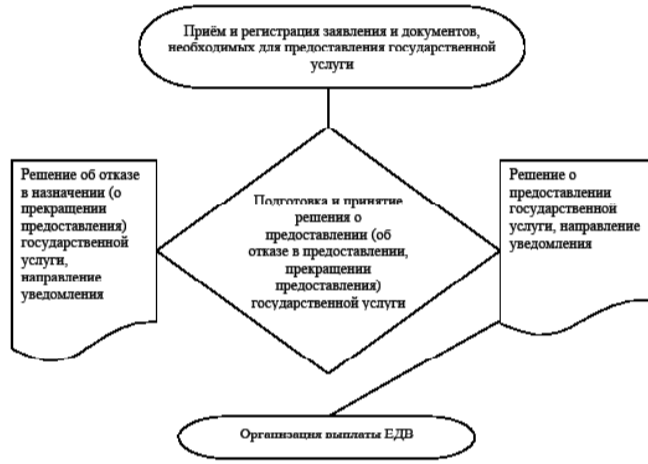 Приём и регистрация заявления и документов,
необходимых для предоставления государственной
услуги
Решение об отказе
в назначении (о
прекращении
предоставления)
государственной
услуги,
направление
уведомления
Подготовка и принятие
решения о
предоставлении (об
отказе в предоставлении,
прекращении
предоставления)
государственной услуги
Решение о
предоставлении
государственной
услуги, направление
уведомления
Организация выплаты ЕДВ